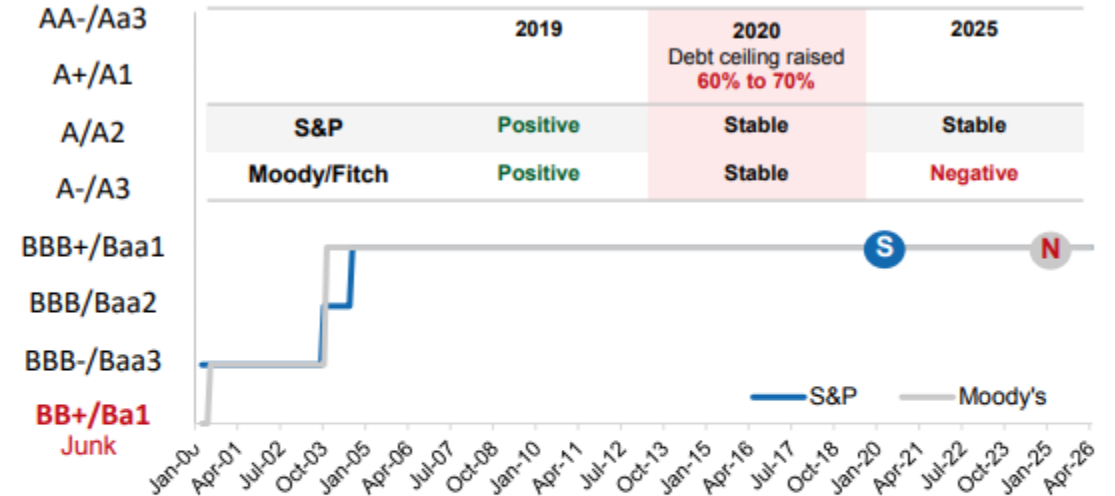 AA-/Aa3
A+/A1
A/A2
A-/A3
BBB+/Baa1
BBB/Baa2
BBB-/Baa3
BB+/Ba1
Junk
2019 2020 2025
Debt ceiling raised
60% to 70%
S&P Positive Stable Stable
Moody/Fitch Positive Stable Negative
S N
S&P Moody's
Jan-00 Apr-01 Jul-02 Oct-03 Jan-05 Apr-06 Jul-07 Oct-08 Jan-10 Apr-11 Jul-12 Oct-13 Jan-15 Apr-16 Jul-17 Oct-18 Jan-20 Apr-21 Jul-22 Oct-23 Jan-25 Apr-26